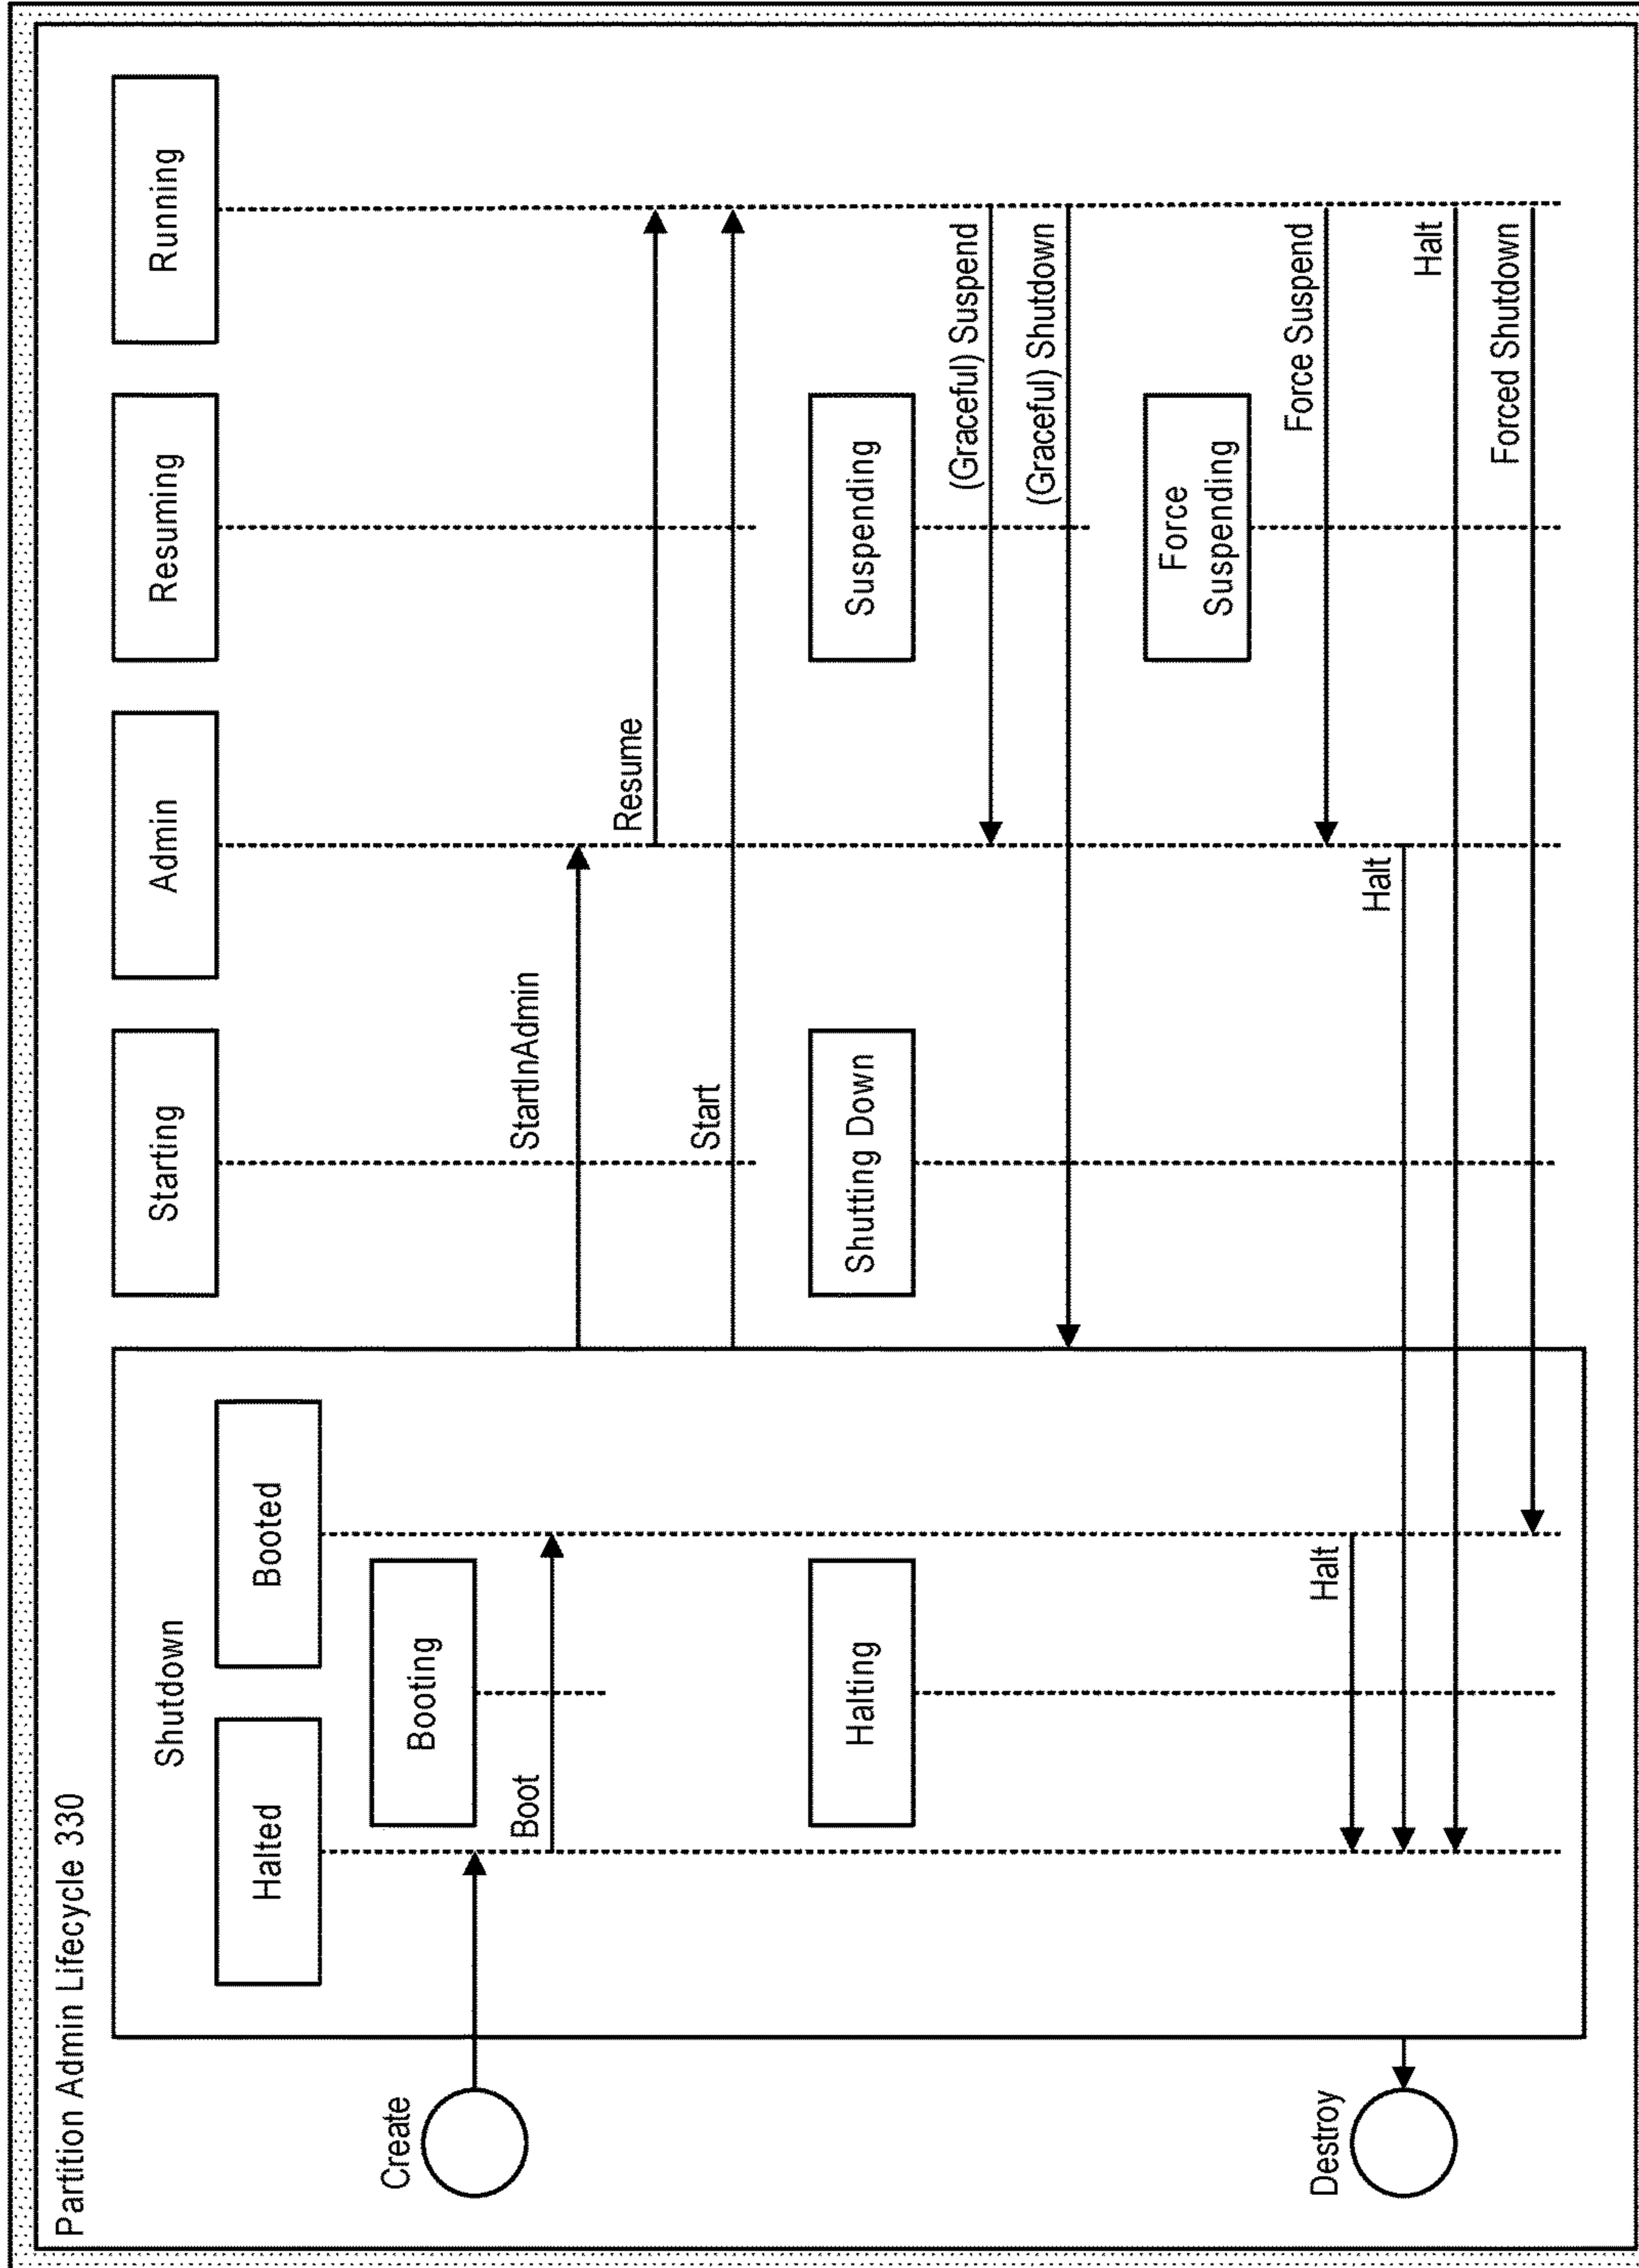 Partition Admin Lifecycle 330
Shutdown
Halted
Booted
Starting
Admin
Resuming
Running
Create
Booting
Boot
StartInAdmin
Resume
Start
Halting
Shutting Down
Suspending
(Graceful) Suspend
(Graceful) Shutdown
Force
Suspending
Destroy
Halt
Force Suspend
Halt
Halt
Forced Shutdown